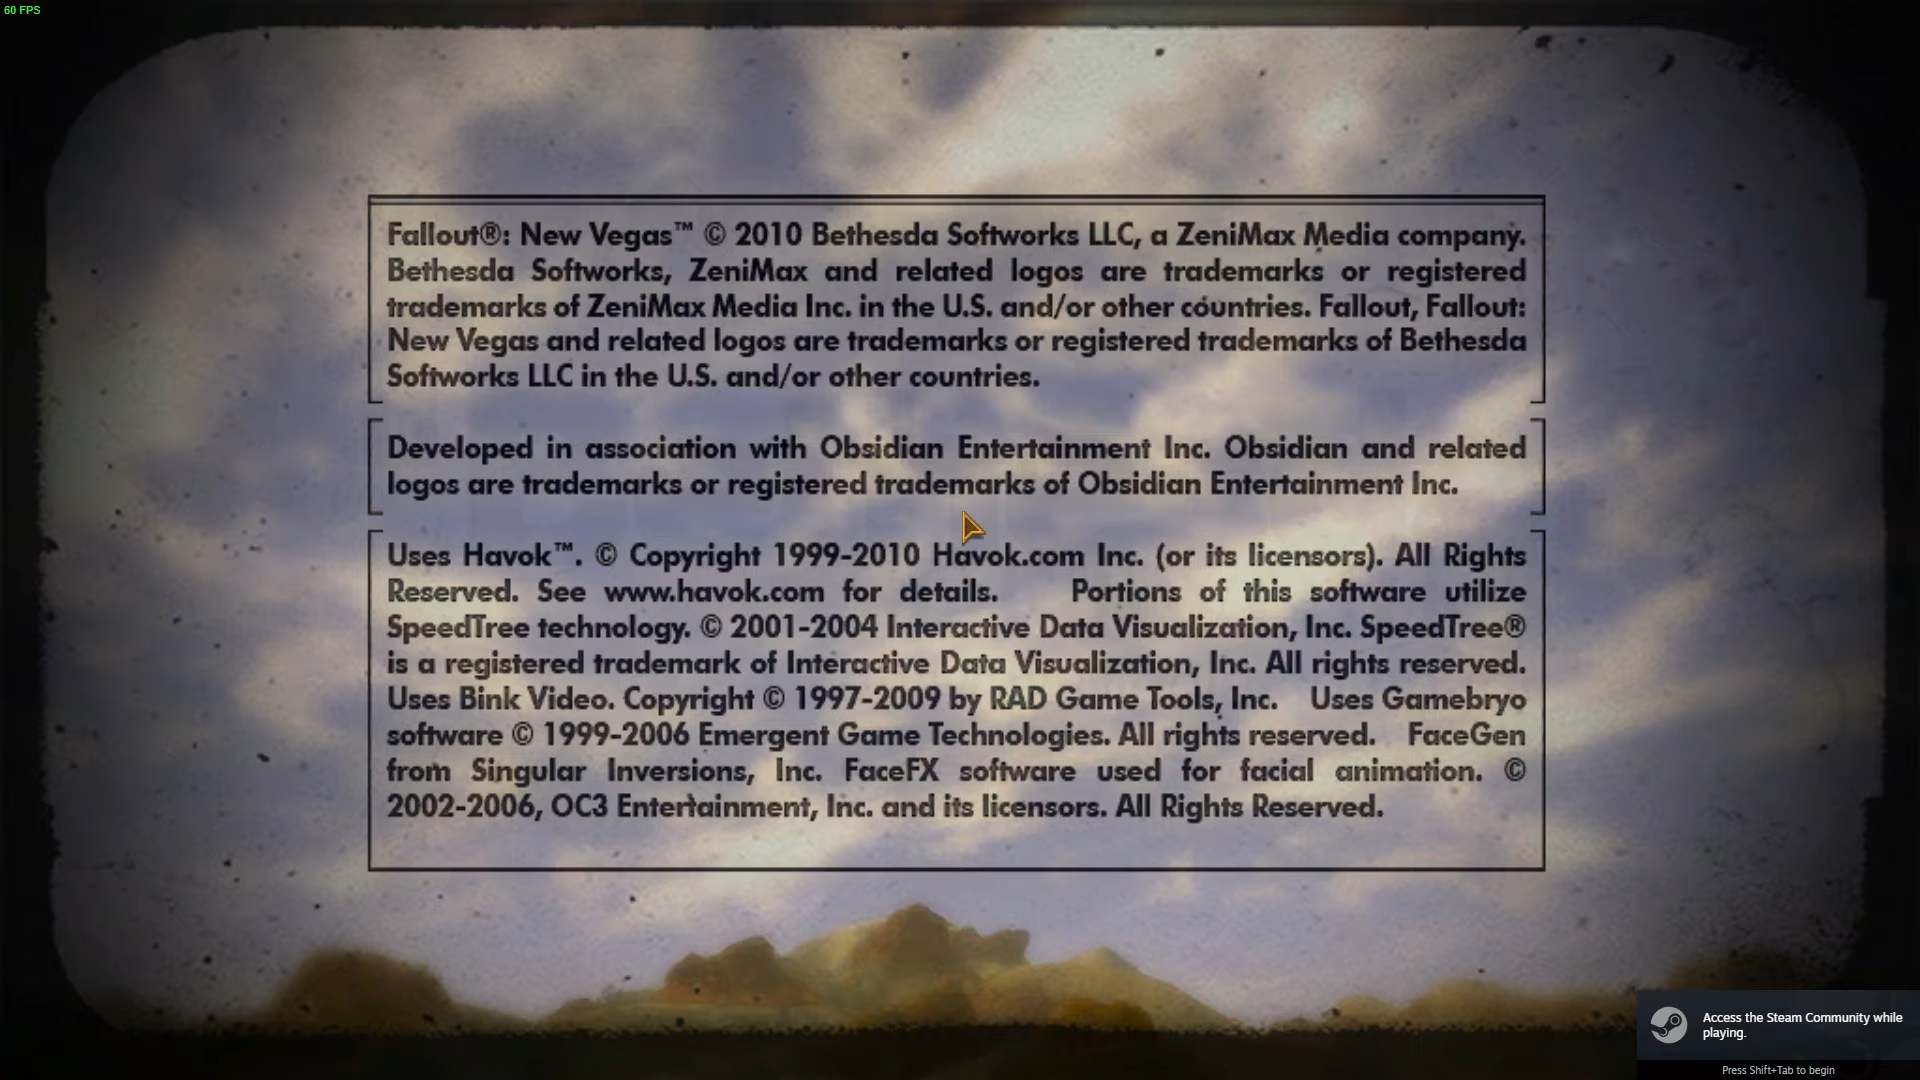 60 FPS
Fallout®: New Vegas™ © 2010 Bethesda Softworks LLC, a ZeniMax Media company.
Bethesda Softworks, ZeniMax and related logos are trademarks or registered
trademarks of ZeniMax Media Inc. in the U.S. and/or other countries. Fallout, Fallout:
New Vegas and related logos are trademarks or registered trademarks of Bethesda
Softworks LLC in the U.S. and/or other countries.
Developed in association with Obsidian Entertainment Inc. Obsidian and related
logos are trademarks or registered trademarks of Obsidian Entertainment Inc.
Uses Havok™. © Copyright 1999-2010 Havok.com Inc. (or its licensors). All Rights
Reserved. See www.havok.com for details. Portions of this software utilize
SpeedTree technology. © 2001-2004 Interactive Data Visualization, Inc. SpeedTree®
is a registered trademark of Interactive Data Visualization, Inc. All rights reserved.
Uses Bink Video. Copyright © 1997-2009 by RAD Game Tools, Inc. Uses Gamebryo
software © 1999-2006 Emergent Game Technologies. All rights reserved. FaceGen
from Singular Inversions, Inc. FaceFX software used for facial animation. ©
2002-2006, OC3 Entertainment, Inc. and its licensors. All Rights Reserved.
Access the Steam Community while
playing.
Press Shift+Tab to begin